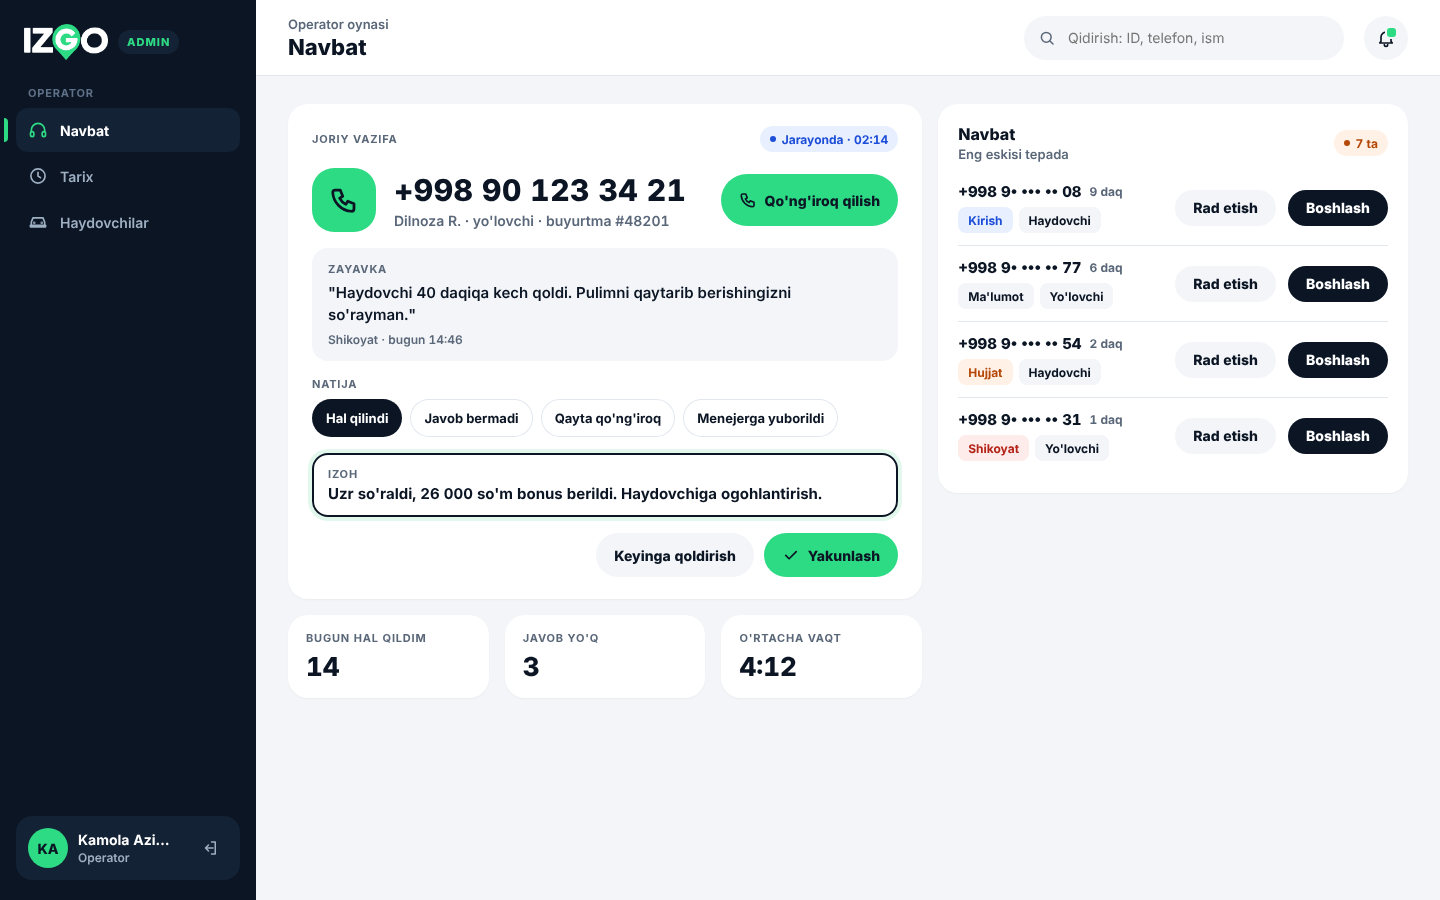 IZGO ADMIN
OPERATOR
Navbat
Tarix
Haydovchilar
KA
Kamola Azi...
Operator
Operator oynasi
Navbat
Qidirish: ID, telefon, ism
JORIY VAZIFA
Jarayonda · 02:14
+998 90 123 34 21
Dilnoza R. · yo'lovchi · buyurtma #48201
Qo'ng'iroq qilish
ZAYAVKA
"Haydovchi 40 daqiqa kech qoldi. Pulimni qaytarib berishingizni
so'rayman."
Shikoyat · bugun 14:46
NATIJA
Hal qilindi
Javob bermadi
Qayta qo'ng'iroq
Menejerga yuborildi
IZOH
Uzr so'raldi, 26 000 so'm bonus berildi. Haydovchiga ogohlantirish.
Keyinga qoldirish
Yakunlash
BUGUN HAL QILDIM
14
JAVOB YO'Q
3
O'RTACHA VAQT
4:12
Navbat
Eng eskisi tepada
7 ta
+998 9• ••• •• 08 9 daq
Kirish Haydovchi
Rad etish Boshlash
+998 9• ••• •• 77 6 daq
Ma'lumot Yo'lovchi
Rad etish Boshlash
+998 9• ••• •• 54 2 daq
Hujjat Haydovchi
Rad etish Boshlash
+998 9• ••• •• 31 1 daq
Shikoyat Yo'lovchi
Rad etish Boshlash